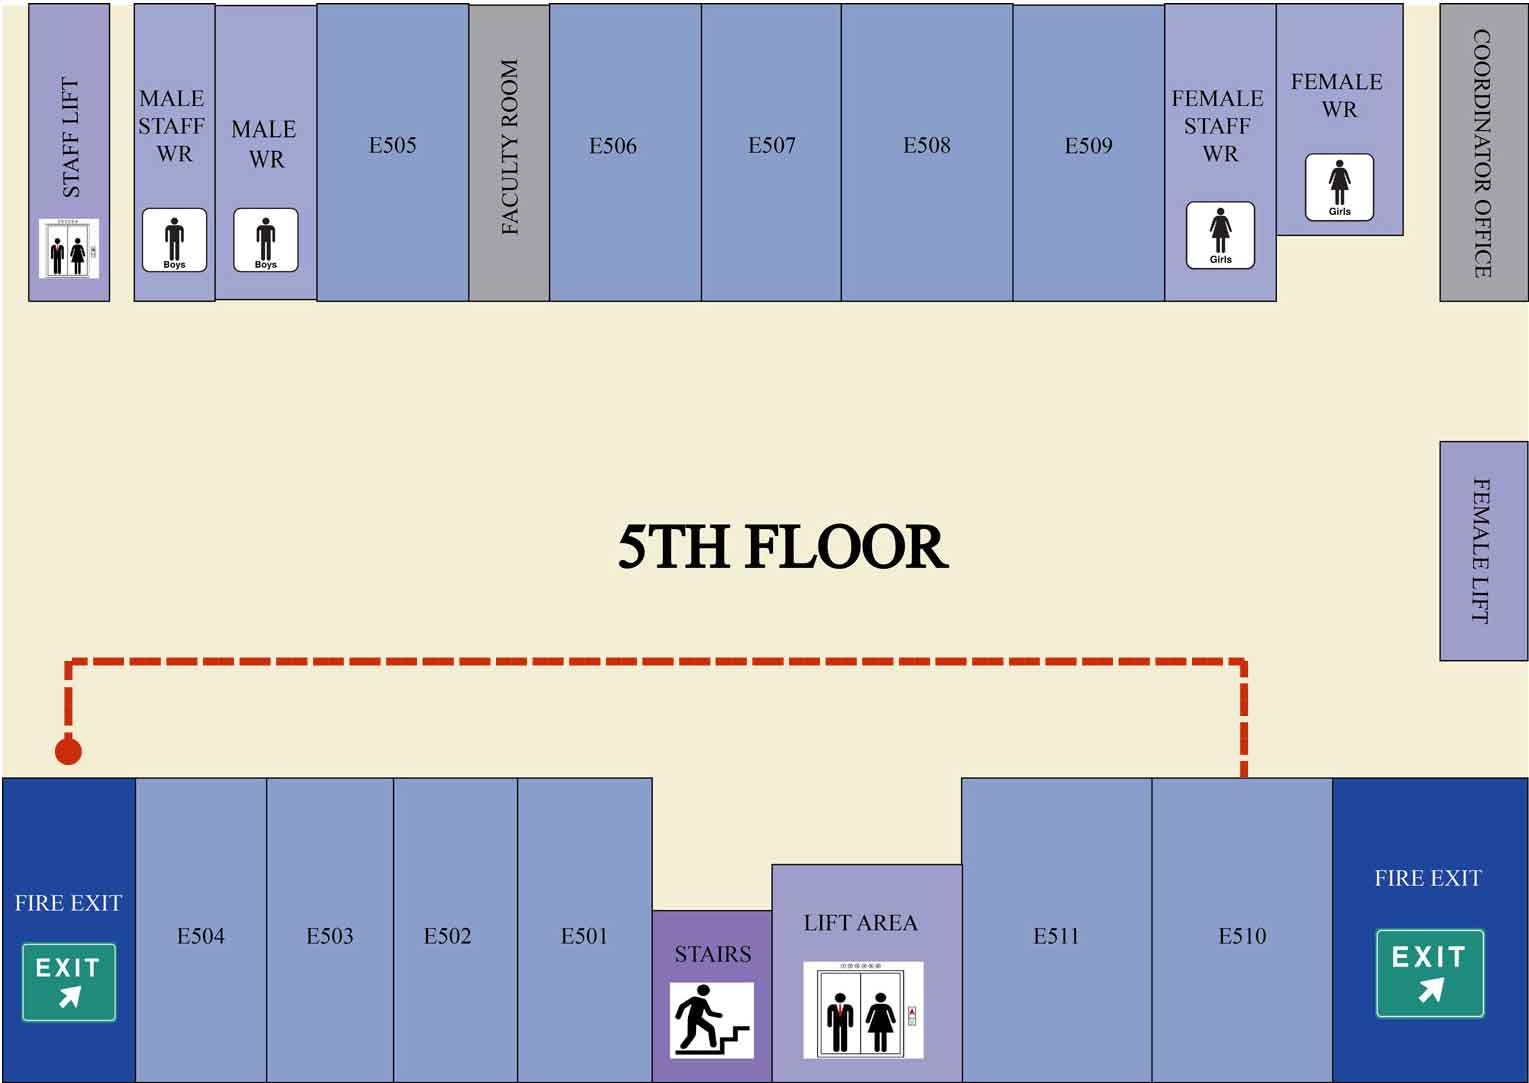 STAFF LIFT
MALE
STAFF
WR
Boys
MALE
WR
Boys
E505
FACULTY ROOM
E506
E507
E508
E509
FEMALE
STAFF
WR
Girls
FEMALE
WR
Girls
COORDINATOR OFFICE
5TH FLOOR
FEMALE LIFT
FIRE EXIT
EXIT
E504
E503
E502
E501
STAIRS
LIFT AREA
E511
E510
FIRE EXIT
EXIT